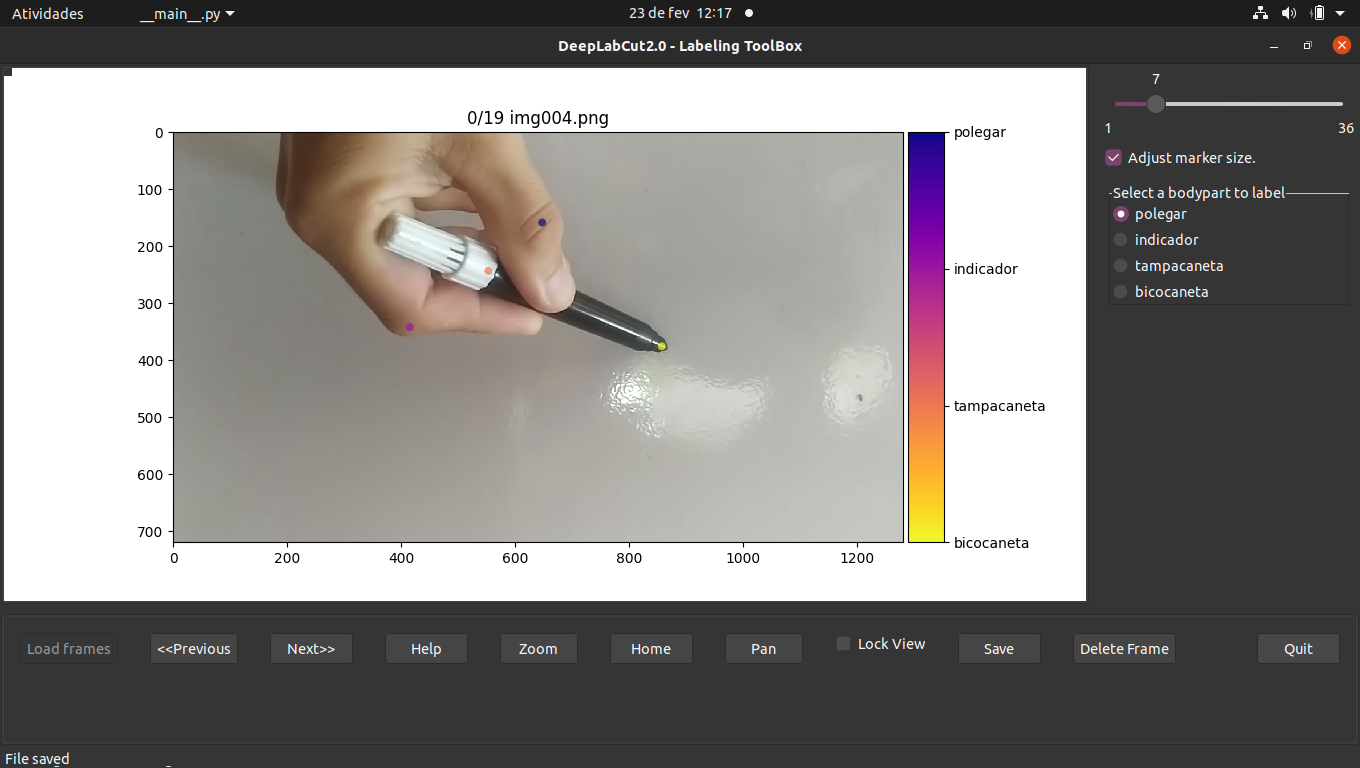 Atividades __main__.py 23 de fev 12:17
DeepLabCut2.0 - Labeling ToolBox
7
1 36
Adjust marker size.
Select a bodypart to label
polegar
indicador
tampacaneta
bicocaneta
0/19 img004.png
0
100
200
300
400
500
600
700
0 200 400 600 800 1000 1200
polegar
indicador
tampacaneta
bicocaneta
Load frames <<Previous Next>> Help Zoom Home Pan Lock View Save Delete Frame Quit
File saved